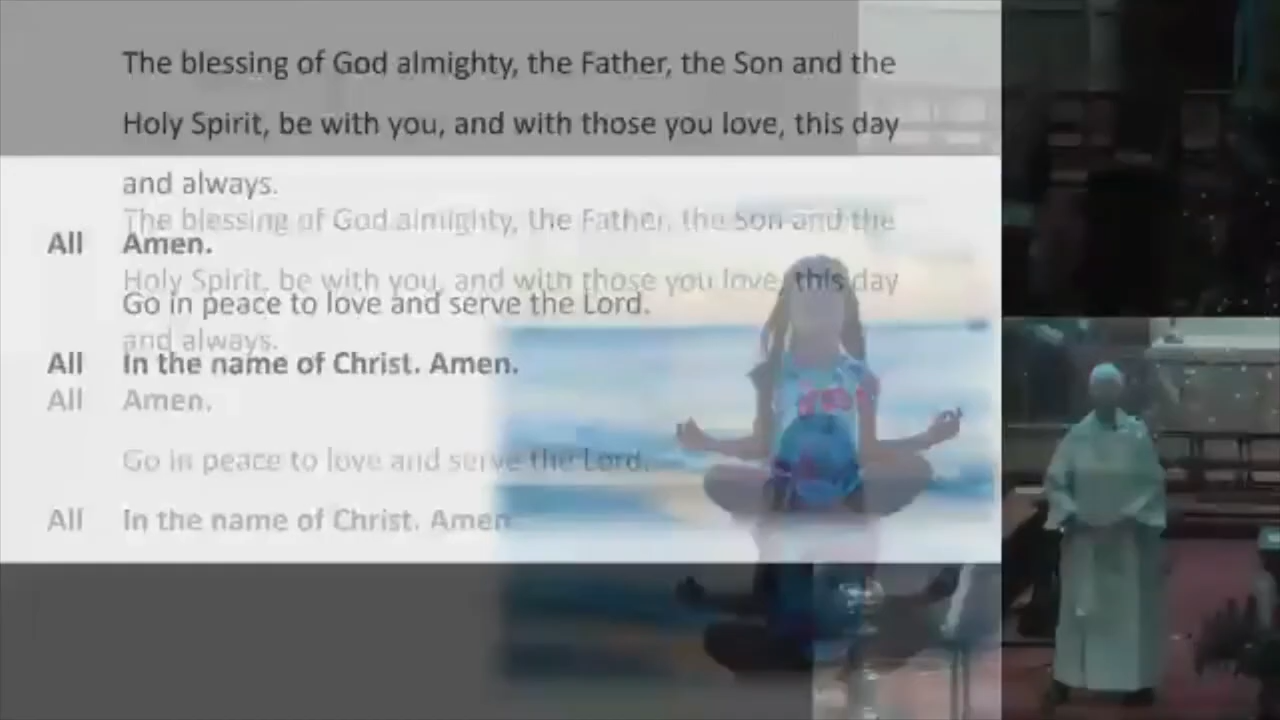 The blessing of God almighty, the Father, the Son and the
Holy Spirit, be with you, and with those you love, this day
and always.
The blessing of God almighty, the Father, the Son and the
All Amen.
Holy Spirit, be with you, and with those you love, this day
Go in peace to love and serve the Lord.
and always.
All In the name of Christ. Amen.
All Amen.
Go in peace to love and serve the Lord.
All In the name of Christ. Amen